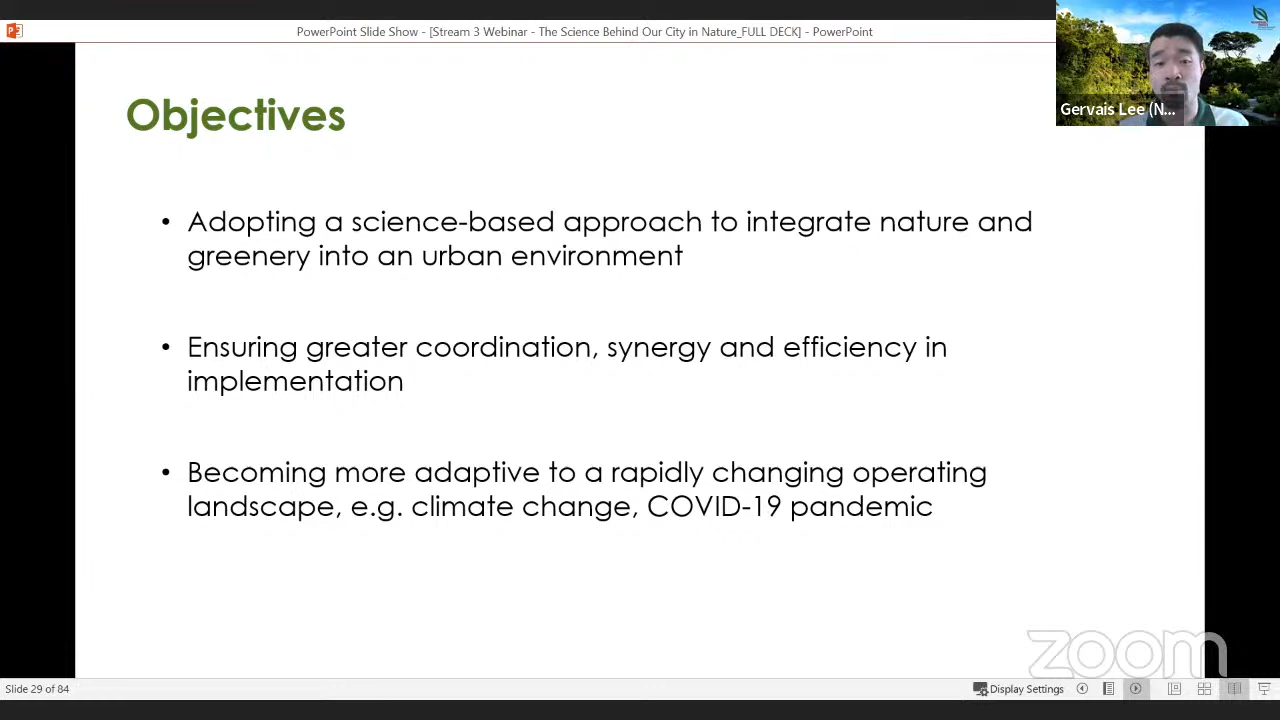 PowerPoint Slide Show - [Stream 3 Webinar - The Science Behind Our City in Nature_FULL DECK] - PowerPoint
Gervais Lee (N...
Objectives
• Adopting a science-based approach to integrate nature and
greenery into an urban environment
• Ensuring greater coordination, synergy and efficiency in
implementation
• Becoming more adaptive to a rapidly changing operating
landscape, e.g. climate change, COVID-19 pandemic
zoom
Slide 29 of 84
Display Settings